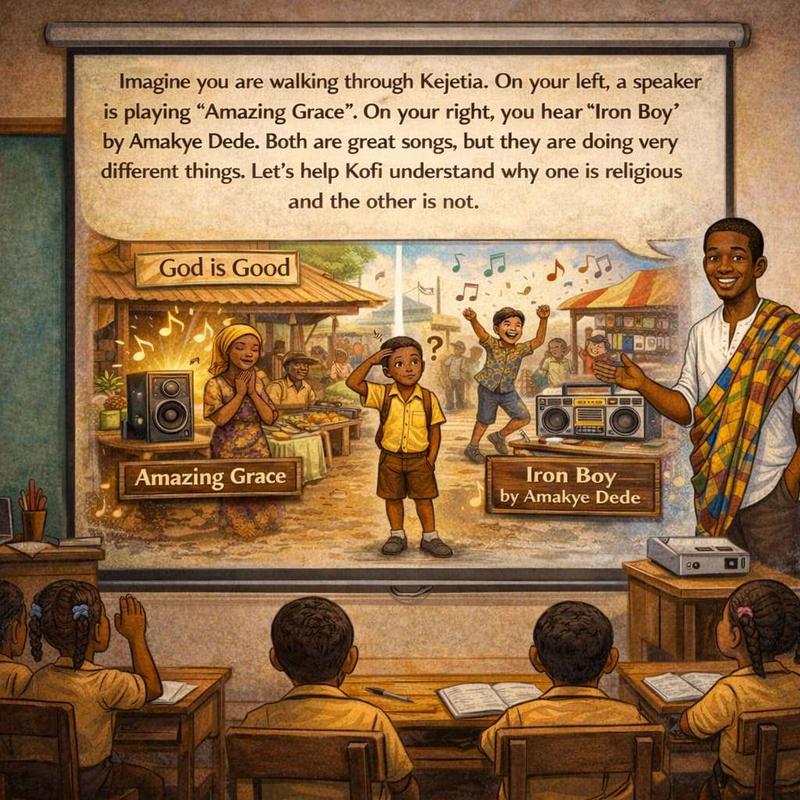 Imagine you are walking through Kejetia. On your left, a speaker
is playing “Amazing Grace”. On your right, you hear “Iron Boy’
by Amakye Dede. Both are great songs, but they are doing very
different things. Let’s help Kofi understand why one is religious
and the other is not.
God is Good
?
Amazing Grace
Iron Boy
by Amakye Dede